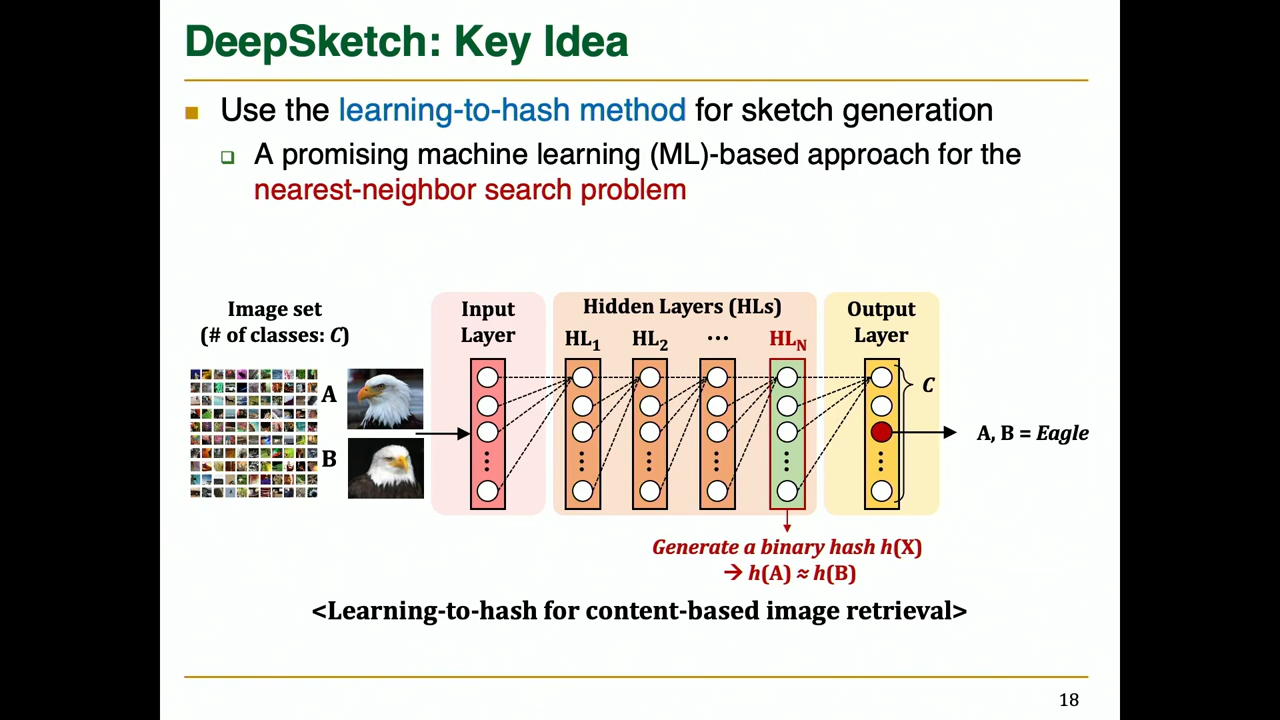 DeepSketch: Key Idea
Use the learning-to-hash method for sketch generation
A promising machine learning (ML)-based approach for the
nearest-neighbor search problem
Image set
(# of classes: C)
A
B
Input
Layer
Hidden Layers (HLs)
HL1
HL2
...
HLN
Output
Layer
C
A, B = Eagle
Generate a binary hash h(X)
→ h(A) ≈ h(B)
<Learning-to-hash for content-based image retrieval>
18